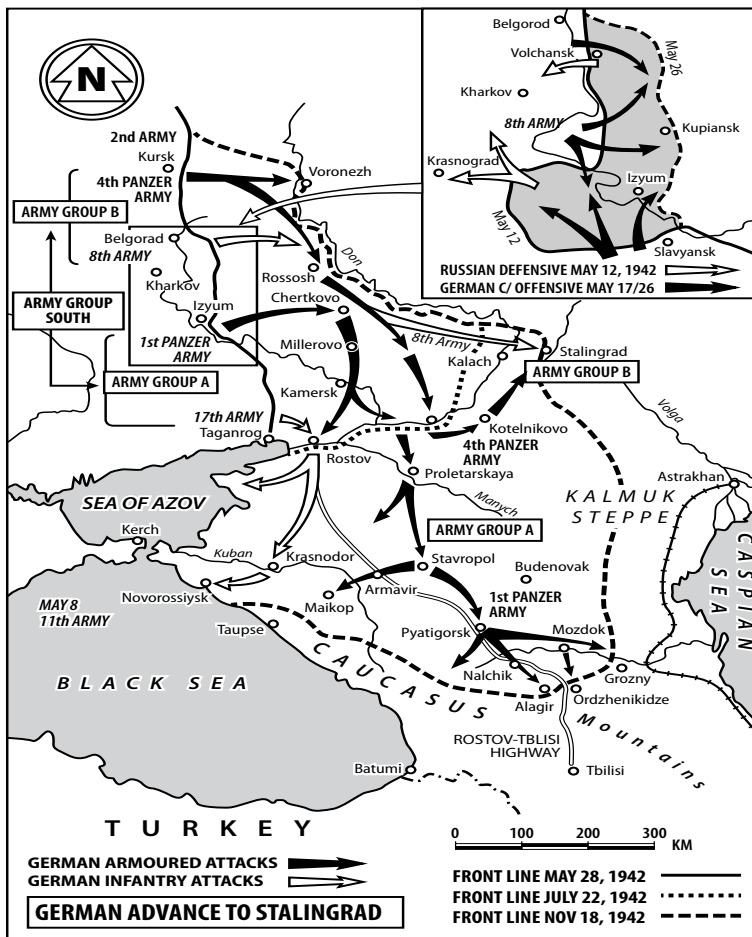 N
2nd ARMY
Kursk
4th PANZER
ARMY
Voronezh
ARMY GROUP B
Belgorad
8th ARMY
Kharkov
ARMY GROUP
SOUTH
Izyum
1st PANZER
ARMY
ARMY GROUP A
17th ARMY
Taganrog
Rossosh
Chertkovo
Don
Millerovo
Kamersk
8th Army
Kalach
Stalingrad
ARMY GROUP B
Kotelnikovo
4th PANZER
ARMY
Volga
Rostov
Proletarskaya
Manych
SEA OF AZOV
Kerch
KALMUK
STEPPE
Astrakhan
CASPIAN
SEA
ARMY GROUP A
Kuban
Krasnodor
Stavropol
Budenovak
Novorossiysk
Maikop
Armavir
1st PANZER
ARMY
MAY 8
11th ARMY
Taupse
Pyatigorsk
Mozdok
CAUCASUS
Mountains
Nalchik
Grozny
Alagir
Ordzhenikidze
BLACK SEA
ROSTOV-TBLISI
HIGHWAY
Batumi
Tbilisi
TURKEY
Belgorod
Volchansk
May 26
Kharkov
8th ARMY
Kupiansk
Krasnograd
Izyum
May 12
Slavyansk
RUSSIAN DEFENSIVE MAY 12, 1942
GERMAN C/ OFFENSIVE MAY 17/26
0 100 200 300
KM
GERMAN ARMOURED ATTACKS
GERMAN INFANTRY ATTACKS
GERMAN ADVANCE TO STALINGRAD
FRONT LINE MAY 28, 1942
FRONT LINE JULY 22, 1942
FRONT LINE NOV 18, 1942